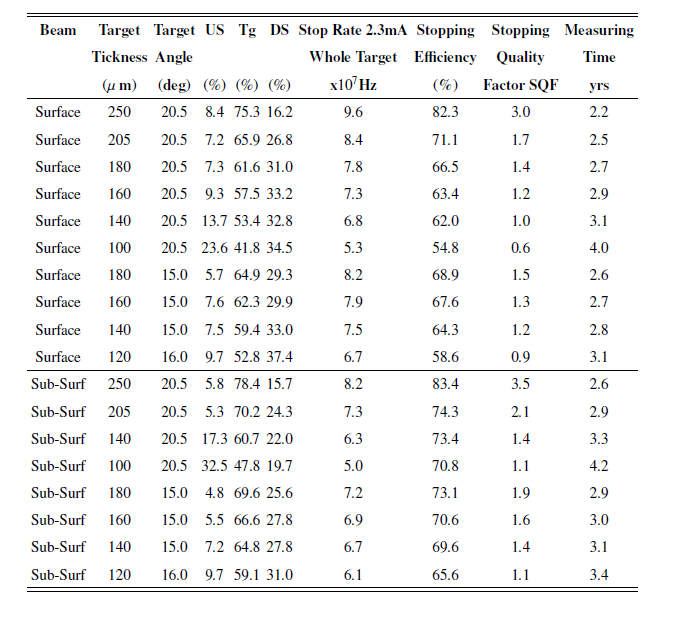 Beam Target Target US Tg DS Stop Rate 2.3mA Stopping Stopping Measuring
Tickness Angle Whole Target Efficiency Quality Time
(μ m) (deg) (%) (%) (%) x10⁷Hz (%) Factor SQF yrs
Surface 250 20.5 8.4 75.3 16.2 9.6 82.3 3.0 2.2
Surface 205 20.5 7.2 65.9 26.8 8.4 71.1 1.7 2.5
Surface 180 20.5 7.3 61.6 31.0 7.8 66.5 1.4 2.7
Surface 160 20.5 9.3 57.5 33.2 7.3 63.4 1.2 2.9
Surface 140 20.5 13.7 53.4 32.8 6.8 62.0 1.0 3.1
Surface 100 20.5 23.6 41.8 34.5 5.3 54.8 0.6 4.0
Surface 180 15.0 5.7 64.9 29.3 8.2 68.9 1.5 2.6
Surface 160 15.0 7.6 62.3 29.9 7.9 67.6 1.3 2.7
Surface 140 15.0 7.5 59.4 33.0 7.5 64.3 1.2 2.8
Surface 120 16.0 9.7 52.8 37.4 6.7 58.6 0.9 3.1
Sub-Surf 250 20.5 5.8 78.4 15.7 8.2 83.4 3.5 2.6
Sub-Surf 205 20.5 5.3 70.2 24.3 7.3 74.3 2.1 2.9
Sub-Surf 140 20.5 17.3 60.7 22.0 6.3 73.4 1.4 3.3
Sub-Surf 100 20.5 32.5 47.8 19.7 5.0 70.8 1.1 4.2
Sub-Surf 180 15.0 4.8 69.6 25.6 7.2 73.1 1.9 2.9
Sub-Surf 160 15.0 5.5 66.6 27.8 6.9 70.6 1.6 3.0
Sub-Surf 140 15.0 7.2 64.8 27.8 6.7 69.6 1.4 3.1
Sub-Surf 120 16.0 9.7 59.1 31.0 6.1 65.6 1.1 3.4